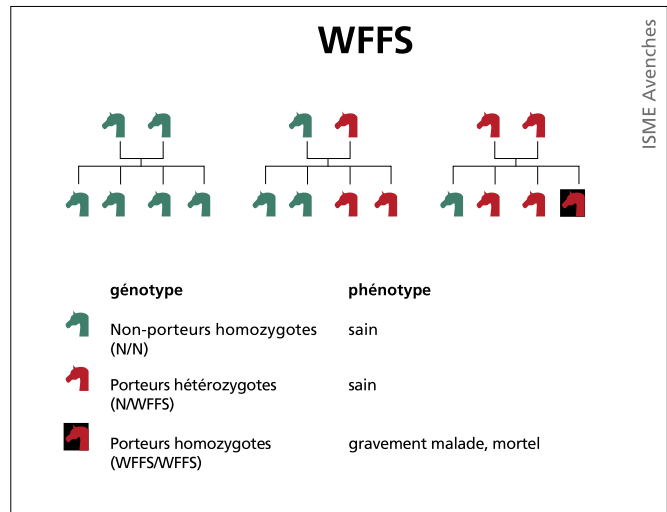 WFFS
ISME Avenches
génotype
phénotype
Non-porteurs homozygotes
(N/N)
sain
Porteurs hétérozygotes
(N/WFFS)
sain
Porteurs homozygotes
(WFFS/WFFS)
gravement malade, mortel